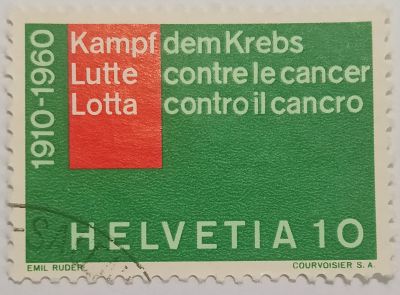 1910-1960
Kampf dem Krebs
Lutte contre le cancer
Lotta contro il cancro
HELVETIA 10
EMIL RUDER COURVOISIER S.A.